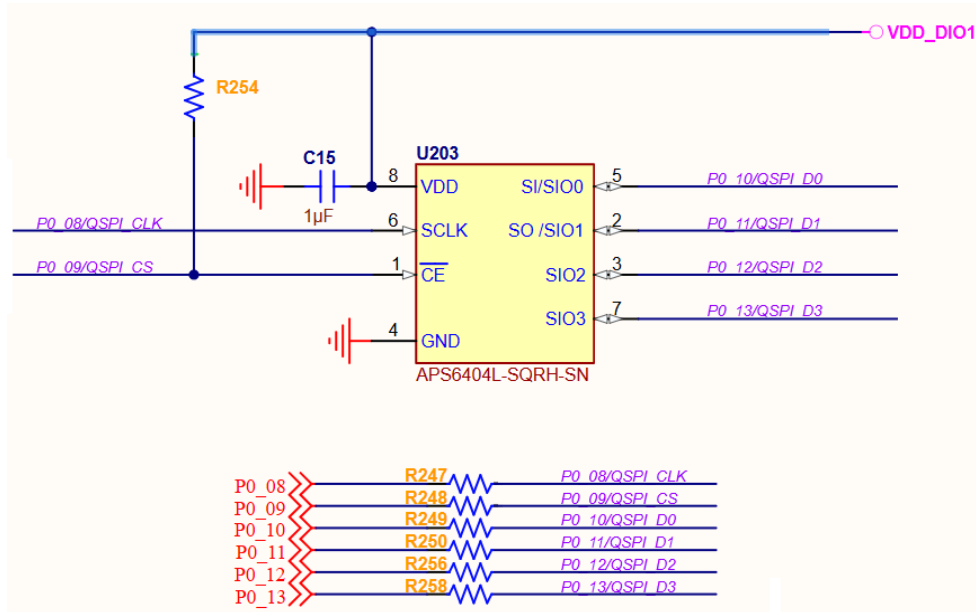 VDD_DIO1
R254
C15
U203
1µF
8 VDD
SI/SIO0 5
P0_10/QSPI_D0
P0_08/QSPI_CLK
6 SCLK
SO /SIO1 2
P0_11/QSPI_D1
P0_09/QSPI_CS
1 CE
SIO2 3
P0_12/QSPI_D2
SIO3 7
P0_13/QSPI_D3
4 GND
APS6404L-SQRH-SN
P0_08 R247 P0_08/QSPI_CLK
P0_09 R248 P0_09/QSPI_CS
P0_10 R249 P0_10/QSPI_D0
P0_11 R250 P0_11/QSPI_D1
P0_12 R256 P0_12/QSPI_D2
P0_13 R258 P0_13/QSPI_D3